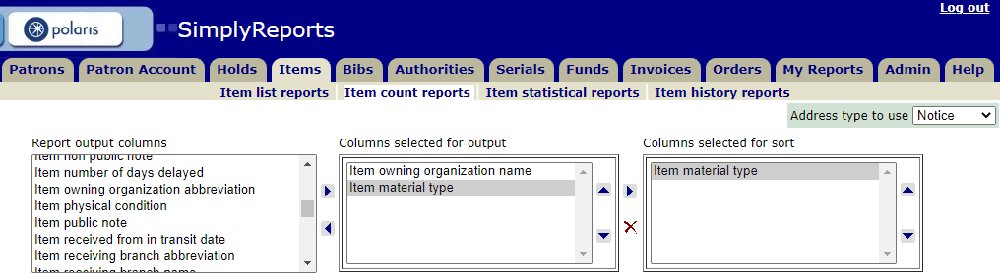 Log out
polaris
SimplyReports
Patrons Patron Account Holds Items Bibs Authorities Serials Funds Invoices Orders My Reports Admin Help
Item list reports Item count reports Item statistical reports Item history reports
Address type to use Notice
Report output columns
Item non public note
Item number of days delayed
Item owning organization abbreviation
Item physical condition
Item public note
Item received from in transit date
Item receiving branch abbreviation
Item receiving branch name
Columns selected for output
Item owning organization name
Item material type
Columns selected for sort
Item material type